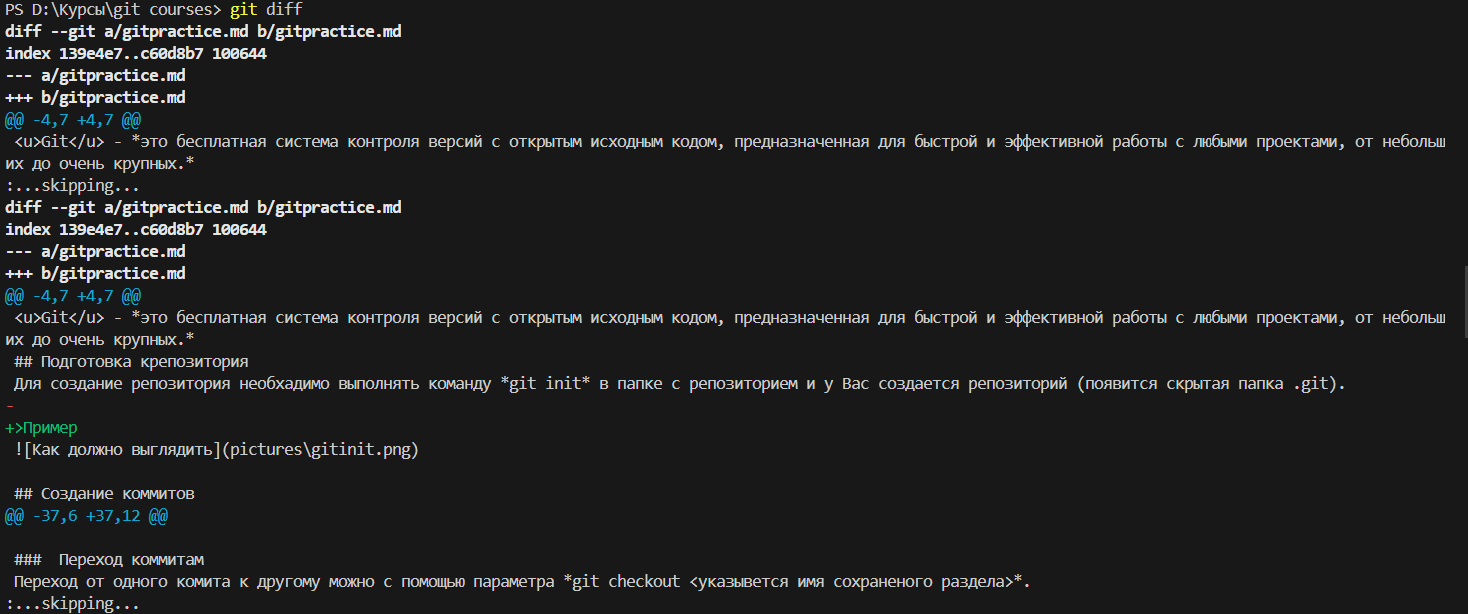 PS D:\Курсы\git courses> git diff
diff --git a/gitpractice.md b/gitpractice.md
index 139e4e7..c60d8b7 100644
--- a/gitpractice.md
+++ b/gitpractice.md
@@ -4,7 +4,7 @@
 <u>Git</u> - *это бесплатная система контроля версий с открытым исходным кодом, предназначенная для быстрой и эффективной работы с любыми проектами, от небольш
их до очень крупных.*
:...skipping...
diff --git a/gitpractice.md b/gitpractice.md
index 139e4e7..c60d8b7 100644
--- a/gitpractice.md
+++ b/gitpractice.md
@@ -4,7 +4,7 @@
 <u>Git</u> - *это бесплатная система контроля версий с открытым исходным кодом, предназначенная для быстрой и эффективной работы с любыми проектами, от небольш
их до очень крупных.*
 ## Подготовка крепозитория
 Для создание репозитория необхадимо выполнять команду *git init* в папке с репозиторием и у Вас создается репозиторий (появится скрытая папка .git).
-
+>Пример
 ![Как должно выглядить](pictures\gitinit.png)
 ## Создание коммитов
@@ -37,6 +37,12 @@
 ###  Переход коммитам
 Переход от одного комита к другому можно с помощью параметра *git checkout <указывется имя сохраненого раздела>*.
:...skipping...